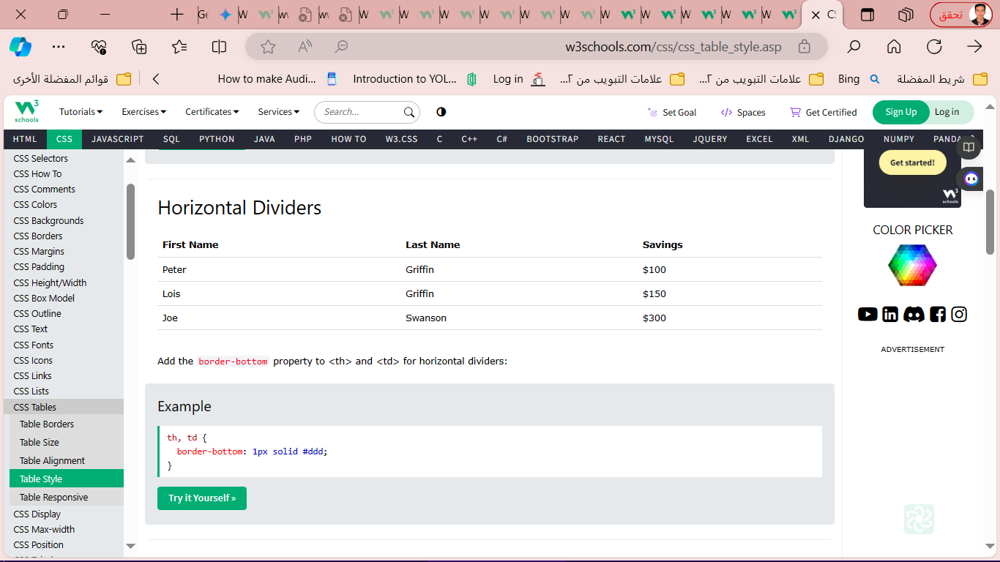 Ge
W
W
W
W
W
W
W
W
W
W
W
W
W
W
تحقق
w3schools.com/css/css_table_style.asp
قوائم المفضلة الأخرى
How to make Audi...
Introduction to YOL...
Log in
علامات التبويب من ٢...
علامات التبويب من ٢...
Bing
شريط المفضلة
W3 schools
Tutorials
Exercises
Certificates
Services
Search...
Set Goal
Spaces
Get Certified
Sign Up
Log in
HTML CSS JAVASCRIPT SQL PYTHON JAVA PHP HOW TO W3.CSS C C++ C# BOOTSTRAP REACT MYSQL JQUERY EXCEL XML DJANGO NUMPY PANDA
CSS Selectors
CSS How To
CSS Comments
CSS Colors
CSS Backgrounds
CSS Borders
CSS Margins
CSS Padding
CSS Height/Width
CSS Box Model
CSS Outline
CSS Text
CSS Fonts
CSS Icons
CSS Links
CSS Lists
CSS Tables
Table Borders
Table Size
Table Alignment
Table Style
Table Responsive
CSS Display
CSS Max-width
CSS Position
Horizontal Dividers
First Name Last Name Savings
Peter Griffin $100
Lois Griffin $150
Joe Swanson $300
Add the border-bottom property to <th> and <td> for horizontal dividers:
Example
th, td {
border-bottom: 1px solid #ddd;
}
Try it Yourself »
Get started!
W3 schools
COLOR PICKER
ADVERTISEMENT